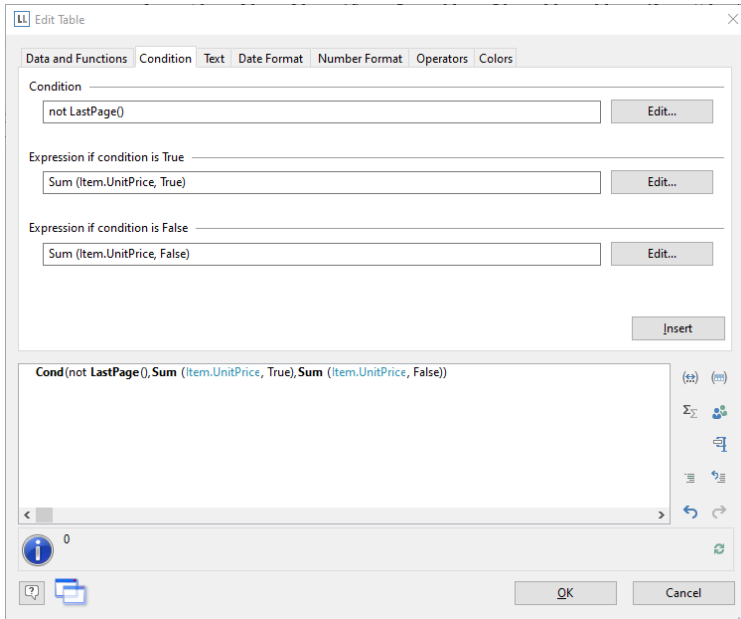 LL Edit Table
Data and Functions Condition Text Date Format Number Format Operators Colors
Condition
not LastPage()
Edit...
Expression if condition is True
Sum (Item.UnitPrice, True)
Edit...
Expression if condition is False
Sum (Item.UnitPrice, False)
Edit...
Insert
Cond(not LastPage(),Sum (Item.UnitPrice, True),Sum (Item.UnitPrice, False))
0
OK Cancel